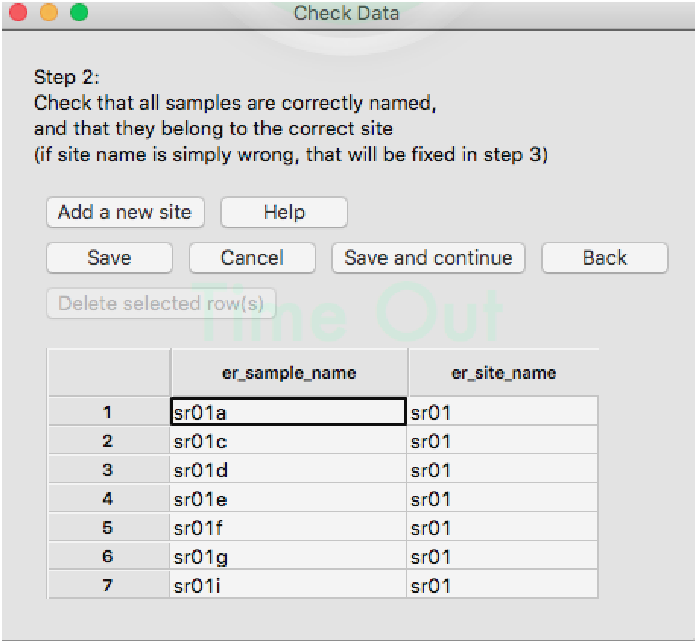 Check Data
Step 2:
Check that all samples are correctly named,
and that they belong to the correct site
(if site name is simply wrong, that will be fixed in step 3)
Add a new site Help
Save Cancel Save and continue Back
Delete selected row(s)
Time Out
er_sample_name er_site_name
1 sr01a sr01
2 sr01c sr01
3 sr01d sr01
4 sr01e sr01
5 sr01f sr01
6 sr01g sr01
7 sr01i sr01